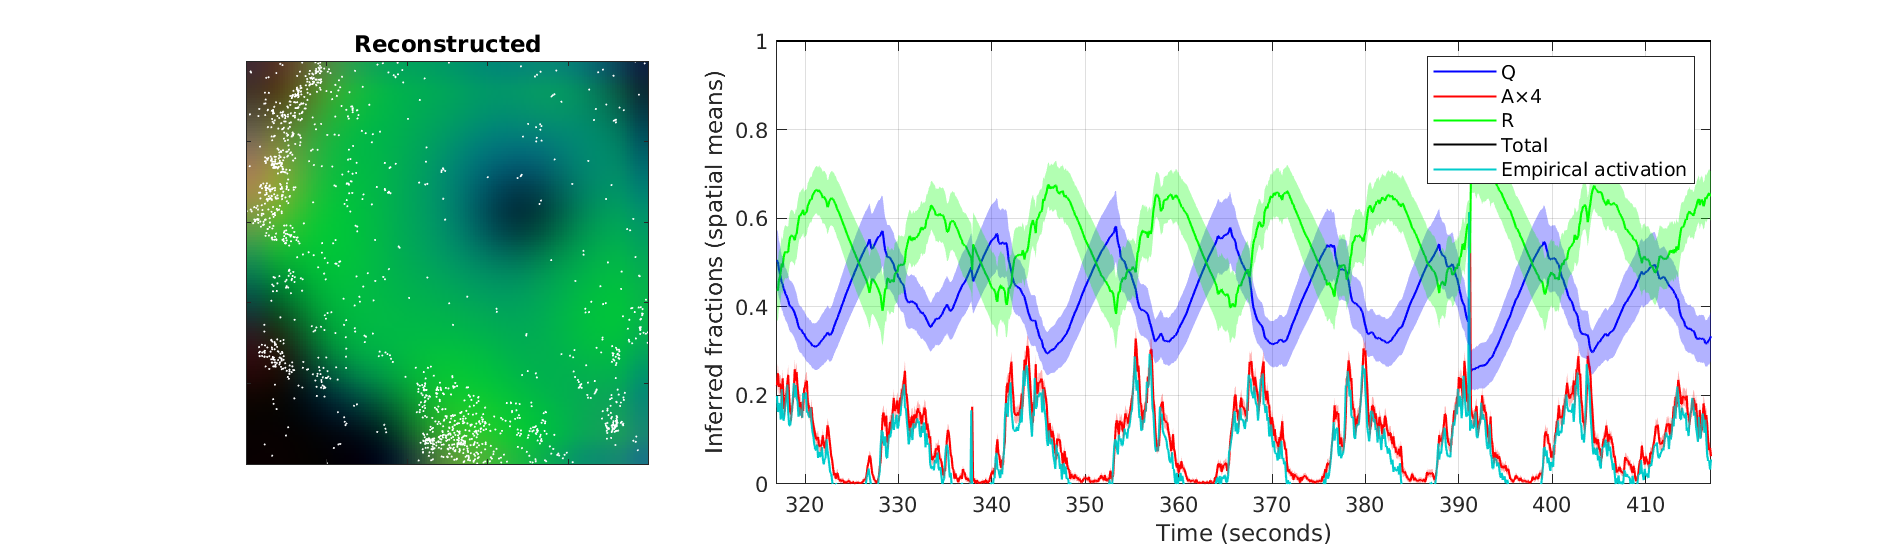 Reconstructed
Inferred fractions (spatial means)
1
0.8
0.6
0.4
0.2
0
Q
A×4
R
Total
Empirical activation
320 330 340 350 360 370 380 390 400 410
Time (seconds)